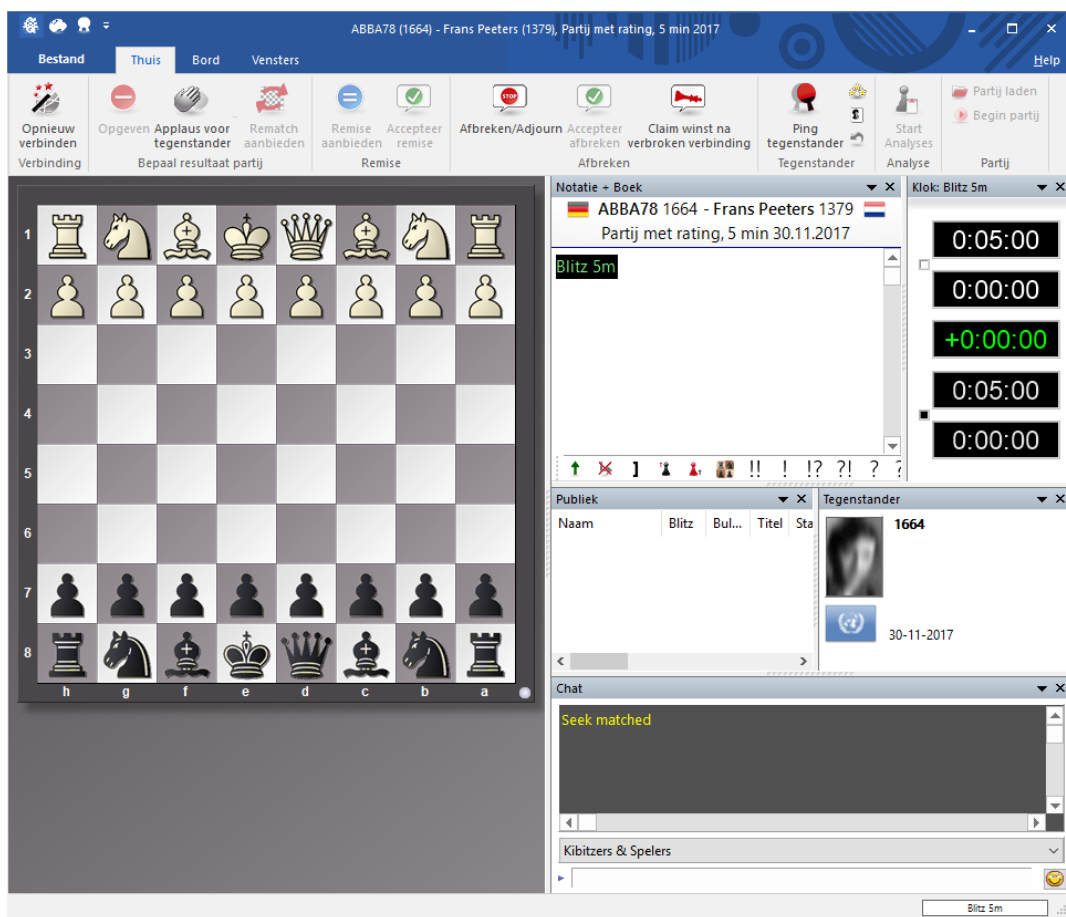 ABBA78 (1664) - Frans Peeters (1379), Partij met rating, 5 min 2017
Bestand Thuis Bord Vensters Help
Opnieuw verbinden
Verbinding
Opgeven
Applaus voor tegenstander
Rematch aanbieden
Bepaal resultaat partij
Remise aanbieden
Accepteer remise
Remise
STOP
Afbreken/Adjourn
Accepteer afbreken
Claim winst na verbroken verbinding
Afbreken
Ping tegenstander
Tegenstander
Start Analyses
Analyse
Partij laden
Begin partij
Partij
1
2
3
4
5
6
7
8
h g f e d c b a
Notatie + Boek
ABBA78 1664 - Frans Peeters 1379
Partij met rating, 5 min 30.11.2017
Blitz 5m
!! ! !? ?! ? ?
Klok: Blitz 5m
0:05:00
0:00:00
+0:00:00
0:05:00
0:00:00
Publiek
Naam Blitz Bul... Titel Sta
Tegenstander
1664
30-11-2017
Chat
Seek matched
Kibitzers & Spelers
Blitz 5m